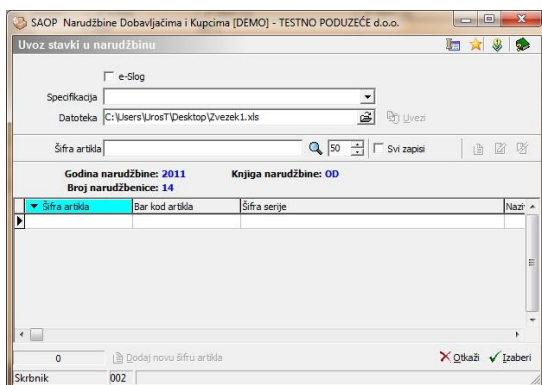 SAOP Narudžbine Dobavljačima i Kupcima [DEMO] - TESTNO PODUZEĆE d.o.o.
Uvoz stavki u narudžbinu
e-Slog
Specifikacija
Datoteka C:\Users\UrosT\Desktop\Zvezek1.xls Uvezi
Šifra artikla 50 Svi zapisi
Godina narudžbine: 2011 Knjiga narudžbine: OD
Broj narudžbenice: 14
Šifra artikla Bar kod artikla Šifra serije Naziv
0 Dodaj novu šifru artikla Otkaži Izaberi
Skrbnik 002